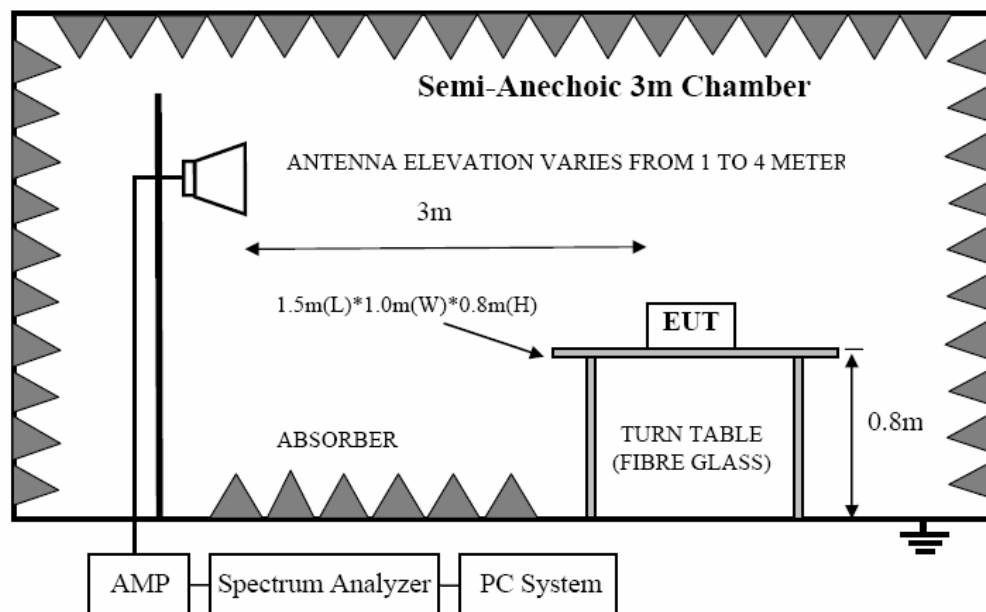 Semi-Anechoic 3m Chamber
ANTENNA ELEVATION VARIES FROM 1 TO 4 METER
3m
1.5m(L)*1.0m(W)*0.8m(H)
EUT
ABSORBER
TURN TABLE
(FIBRE GLASS)
0.8m
AMP
Spectrum Analyzer
PC System